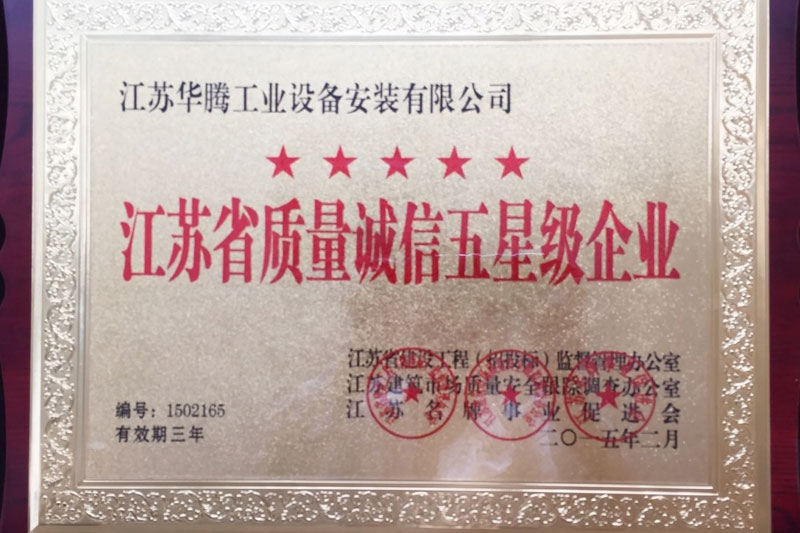 江苏华腾工业设备安装有限公司
江苏省质量诚信五星级企业
江苏省建设工程（招投标）监督管理办公室
江苏建筑市场质量安全跟踪调查办公室
江苏名牌事业促进会
编号：1502165
有效期三年
二〇一五年二月